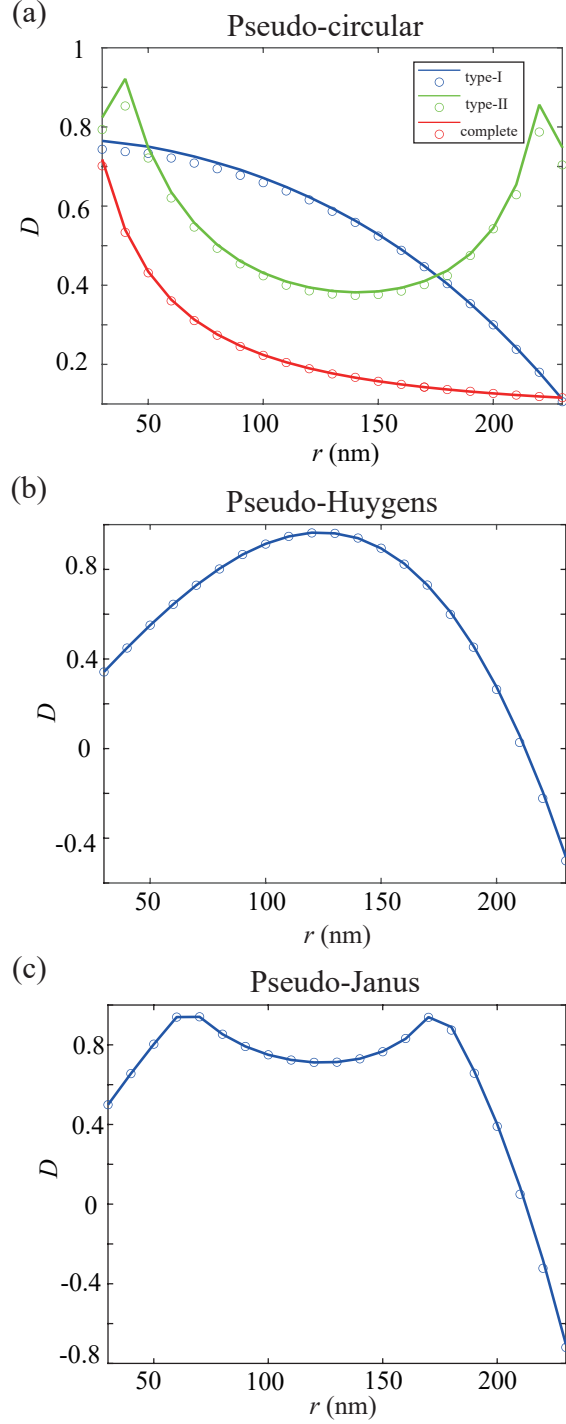 (a)
Pseudo-circular
1
0.8
0.6
0.4
0.2
D
type-I
type-II
complete
50
100
150
200
r (nm)
(b)
Pseudo-Huygens
0.8
0.4
0
-0.4
D
50
100
150
200
r (nm)
(c)
Pseudo-Janus
0.8
0.4
0
-0.4
-0.8
D
50
100
150
200
r (nm)